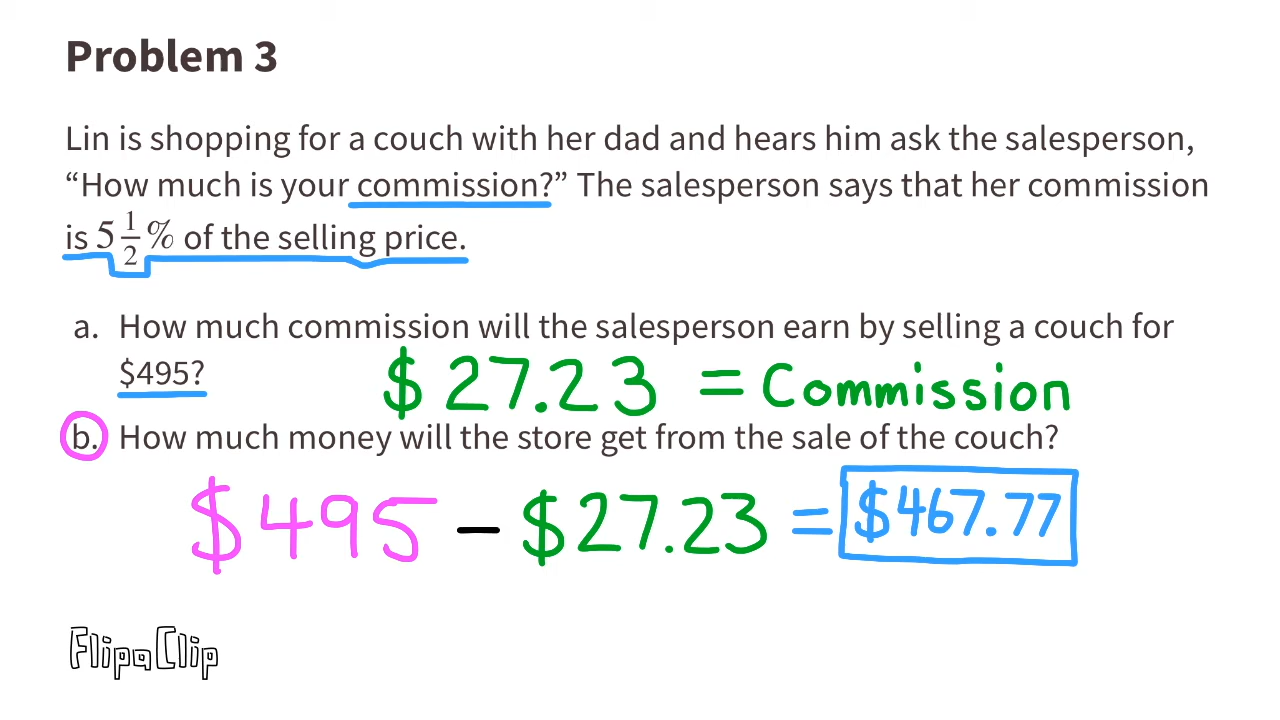 Problem 3
Lin is shopping for a couch with her dad and hears him ask the salesperson,
“How much is your commission?” The salesperson says that her commission
is 5 1/2 % of the selling price.
a. How much commission will the salesperson earn by selling a couch for
$495?
$27.23 = Commission
b. How much money will the store get from the sale of the couch?
$495 – $27.23 = $467.77
FlipaClip